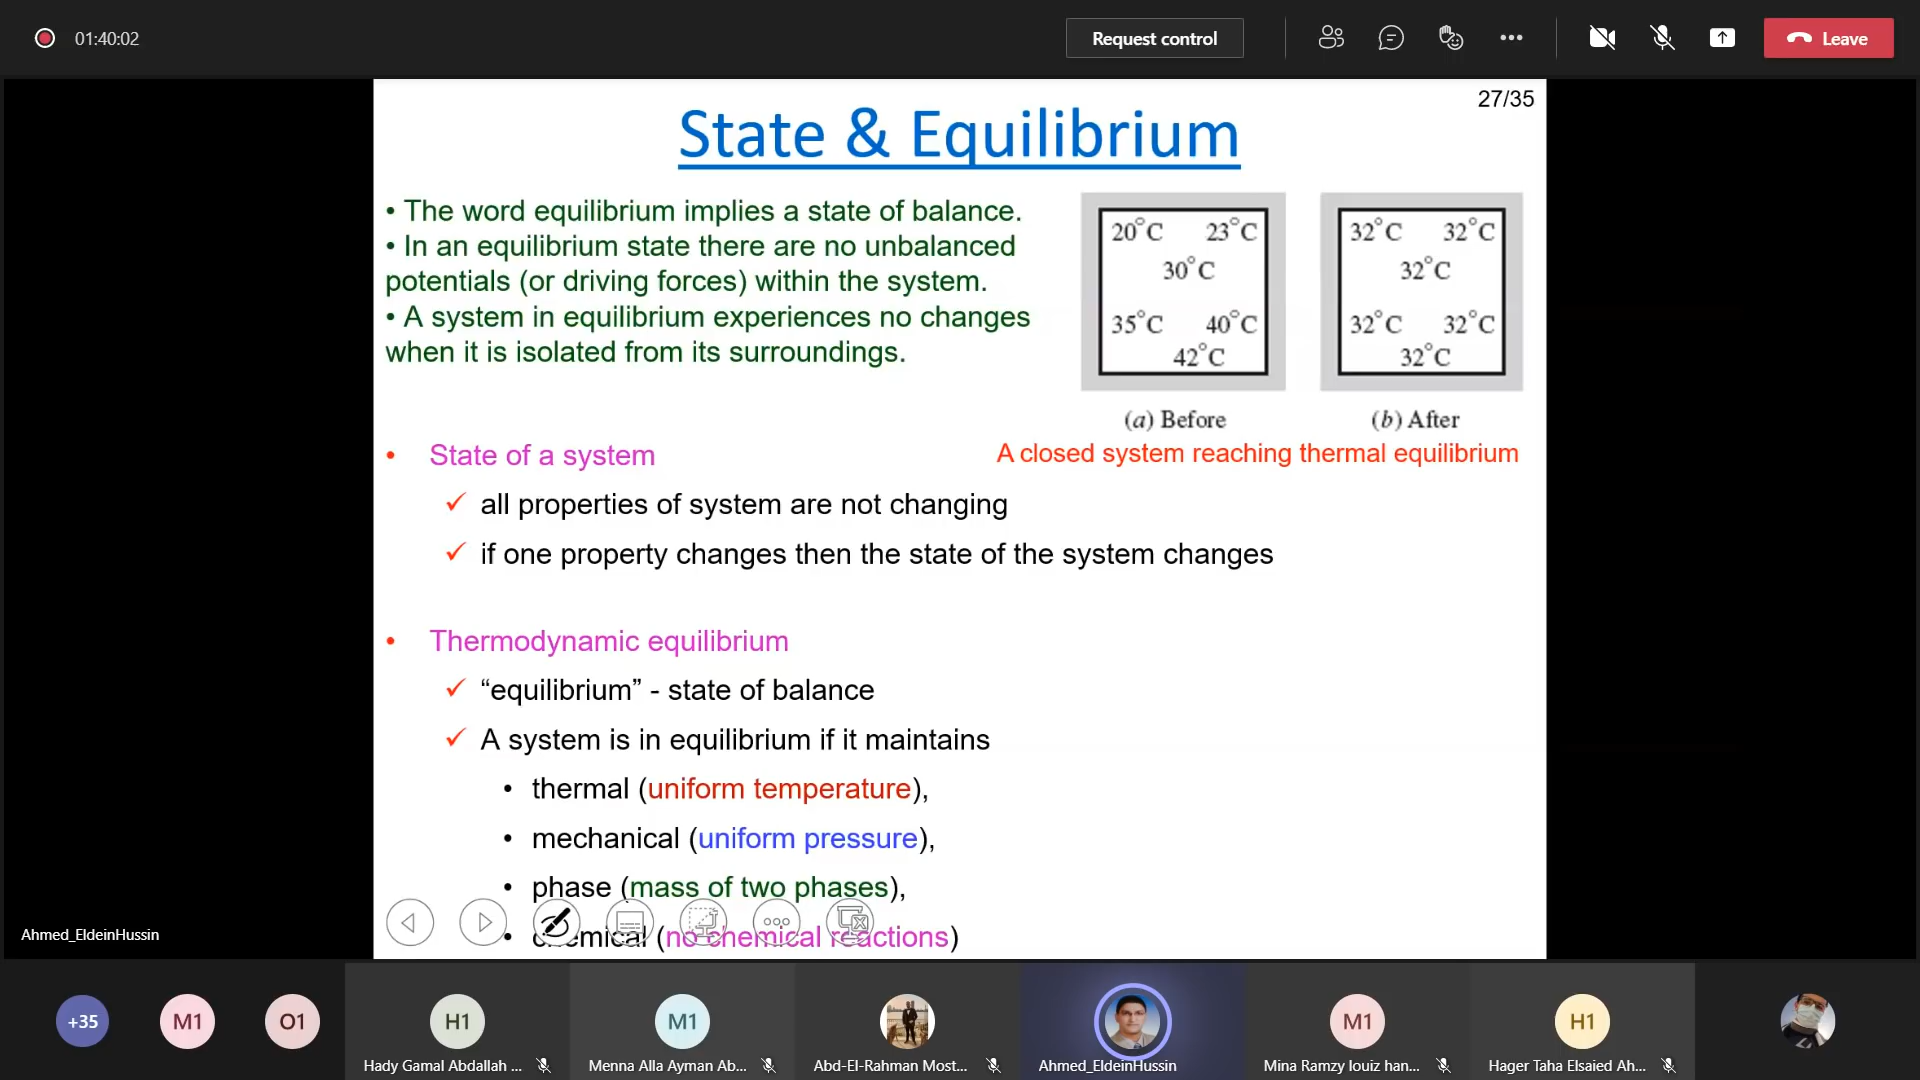 01:40:02
Request control
Leave
27/35
State & Equilibrium
• The word equilibrium implies a state of balance.
• In an equilibrium state there are no unbalanced
potentials (or driving forces) within the system.
• A system in equilibrium experiences no changes
when it is isolated from its surroundings.
20°C 23°C
30°C
35°C 40°C
42°C
(a) Before
32°C 32°C
32°C
32°C 32°C
32°C
(b) After
A closed system reaching thermal equilibrium
• State of a system
✓ all properties of system are not changing
✓ if one property changes then the state of the system changes
• Thermodynamic equilibrium
✓ “equilibrium” - state of balance
✓ A system is in equilibrium if it maintains
• thermal (uniform temperature),
• mechanical (uniform pressure),
• phase (mass of two phases),
• chemical (no chemical reactions)
Ahmed_EldeinHussin
+35
M1
O1
H1
Hady Gamal Abdallah ...
M1
Menna Alla Ayman Ab...
Abd-El-Rahman Most...
Ahmed_EldeinHussin
M1
Mina Ramzy louiz han...
H1
Hager Taha Elsaied Ah...